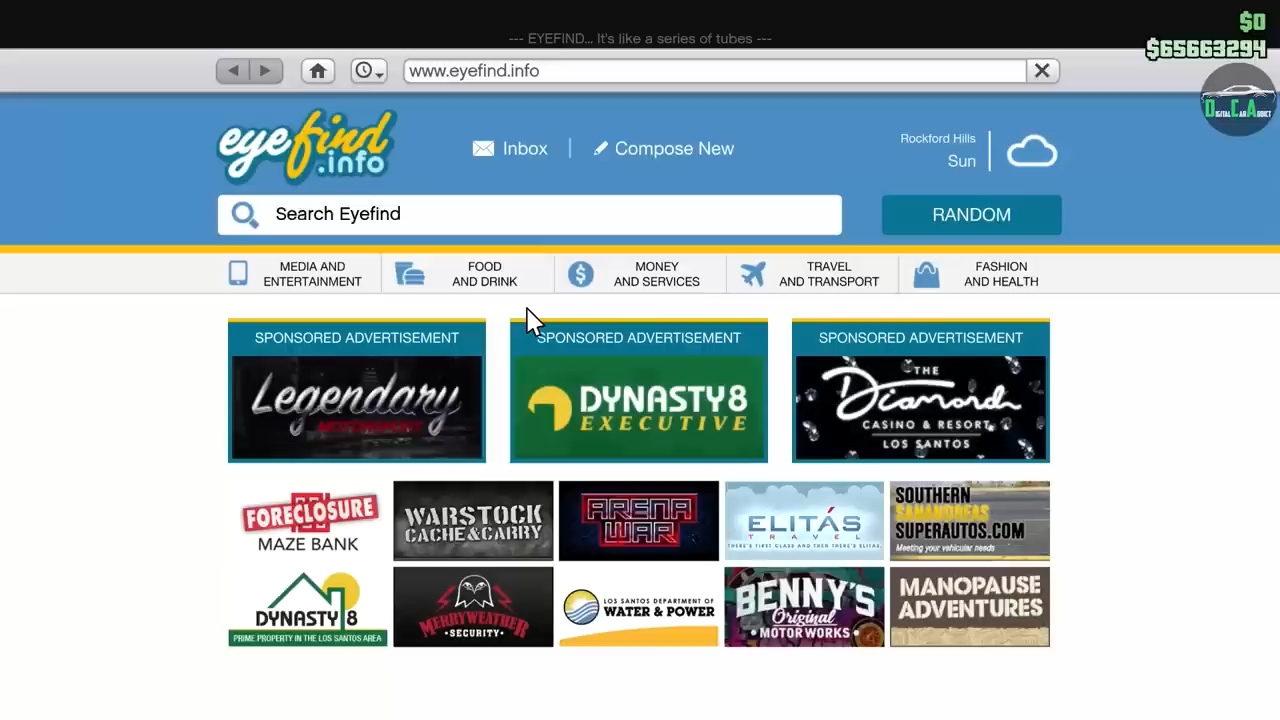 --- EYEFIND... It's like a series of tubes ---
$0
$65663294
www.eyefind.info
DIGITALCARADDICT
eyefind
.info
Inbox
Compose New
Rockford Hills
Sun
Search Eyefind
RANDOM
MEDIA AND
ENTERTAINMENT
FOOD
AND DRINK
MONEY
AND SERVICES
TRAVEL
AND TRANSPORT
FASHION
AND HEALTH
SPONSORED ADVERTISEMENT
Legendary
MOTORSPORT
SPONSORED ADVERTISEMENT
DYNASTY8
EXECUTIVE
SPONSORED ADVERTISEMENT
THE
Diamond
CASINO & RESORT
LOS SANTOS
FORECLOSURE
MAZE BANK
WARSTOCK
CACHE & CARRY
ARENA
WAR
ELITÁS
TRAVEL
THERE'S FIRST CLASS AND THEN THERE'S ELITAS
SOUTHERN
SANANDREAS
SUPERAUTOS.COM
Meeting your vehicular needs
DYNASTY 8
PRIME PROPERTY IN THE LOS SANTOS AREA
MERRYWEATHER
SECURITY
LOS SANTOS DEPARTMENT OF
WATER & POWER
BENNY'S
Original
MOTOR WORKS
MANOPAUSE
ADVENTURES